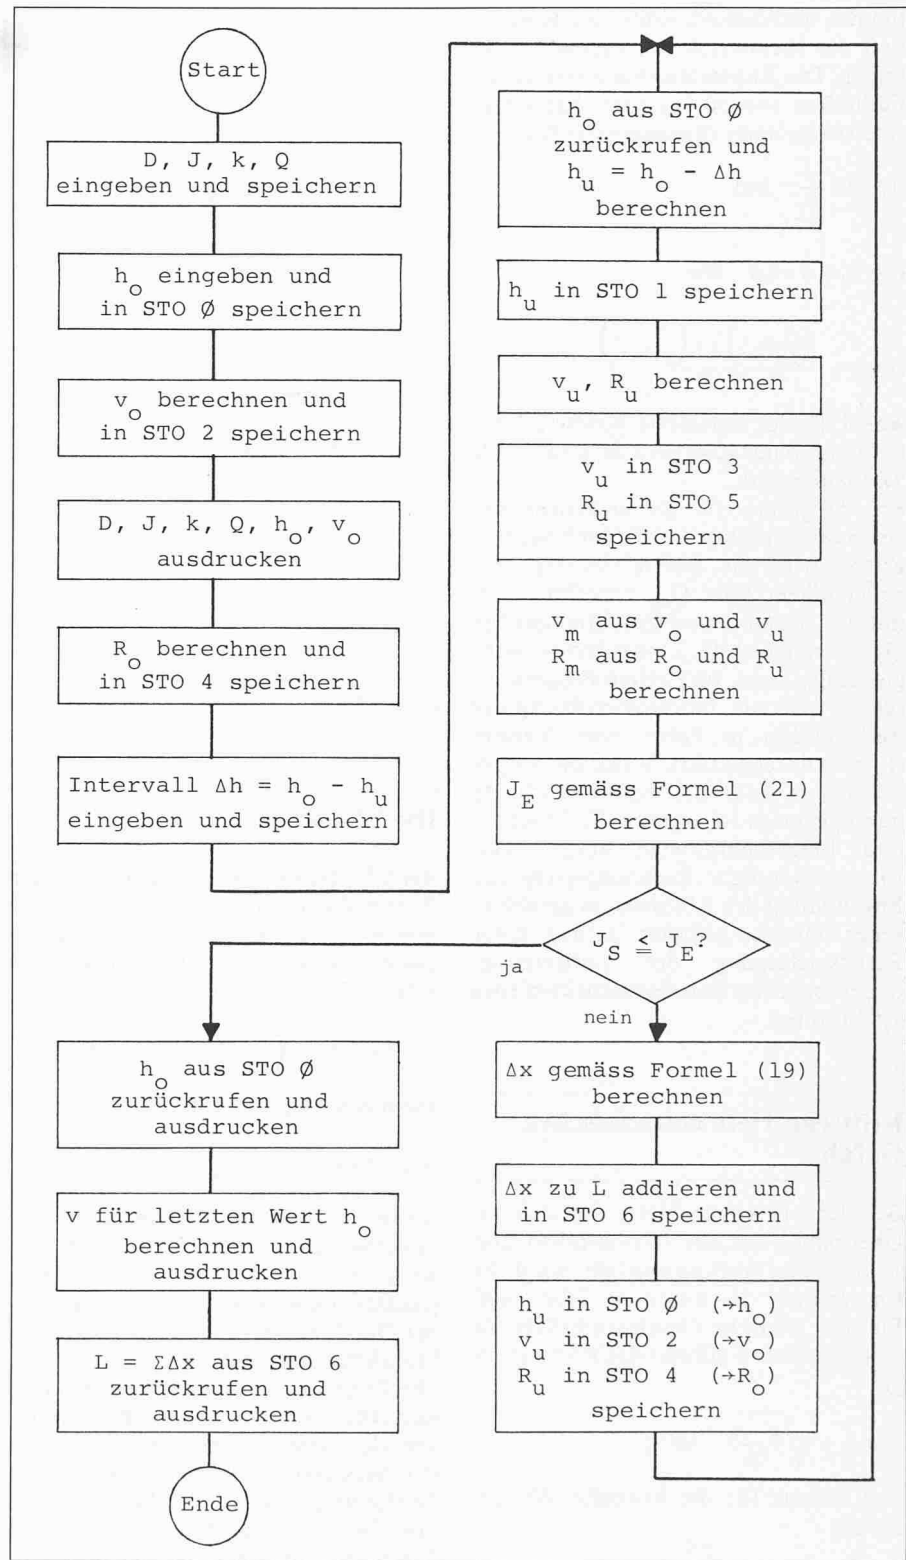 Start
D, J, k, Q
eingeben und speichern
h_o eingeben und
in STO Ø speichern
v_o berechnen und
in STO 2 speichern
D, J, k, Q, h_o, v_o
ausdrucken
R_o berechnen und
in STO 4 speichern
Intervall Δh = h_o - h_u
eingeben und speichern
h_o aus STO Ø
zurückrufen und
h_u = h_o - Δh
berechnen
h_u in STO 1 speichern
v_u, R_u berechnen
v_u in STO 3
R_u in STO 5
speichern
v_m aus v_o und v_u
R_m aus R_o und R_u
berechnen
J_E gemäss Formel (21)
berechnen
J_S ≦ J_E?
ja
nein
Δx gemäss Formel (19)
berechnen
Δx zu L addieren und
in STO 6 speichern
h_u in STO Ø (→h_o)
v_u in STO 2 (→v_o)
R_u in STO 4 (→R_o)
speichern
h_o aus STO Ø
zurückrufen und
ausdrucken
v für letzten Wert h_o
berechnen und
ausdrucken
L = ΣΔx aus STO 6
zurückrufen und
ausdrucken
Ende